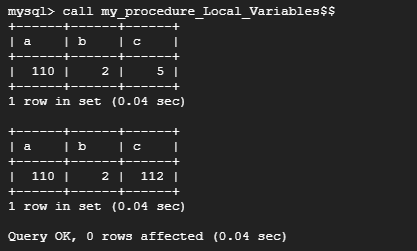 mysql> call my_procedure_Local_Variables$$
+------+------+------+
| a    | b    | c    |
+------+------+------+
|  110 |    2 |    5 |
+------+------+------+
1 row in set (0.04 sec)

+------+------+------+
| a    | b    | c    |
+------+------+------+
|  110 |    2 |  112 |
+------+------+------+
1 row in set (0.04 sec)

Query OK, 0 rows affected (0.04 sec)